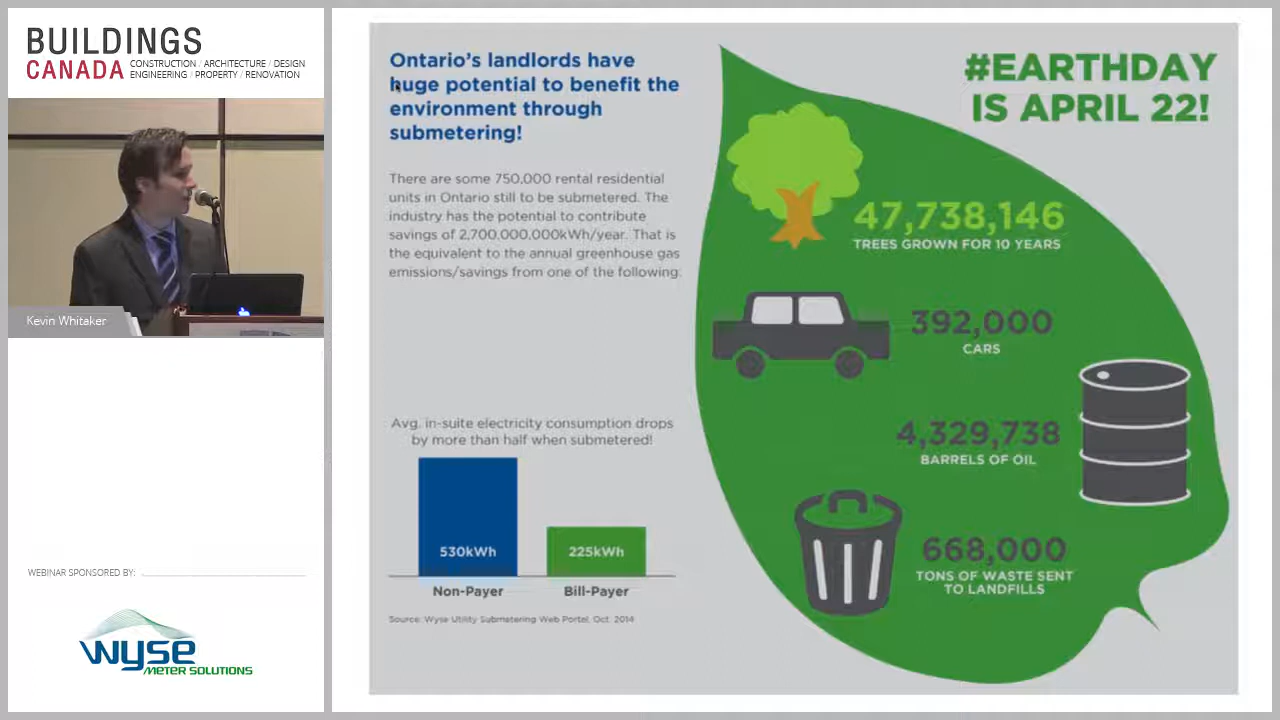 BUILDINGS
CANADA
CONSTRUCTION / ARCHITECTURE / DESIGN
ENGINEERING / PROPERTY / RENOVATION
Kevin Whitaker
WEBINAR SPONSORED BY:
wyse
METER SOLUTIONS
Ontario's landlords have
huge potential to benefit the
environment through
submetering!
There are some 750,000 rental residential
units in Ontario still to be submetered. The
industry has the potential to contribute
savings of 2,700,000,000kWh/year. That is
the equivalent to the annual greenhouse gas
emissions/savings from one of the following:
Avg. in-suite electricity consumption drops
by more than half when submetered!
530kWh
225kWh
Non-Payer
Bill-Payer
Source: Wyse Utility Submetering Web Portal, Oct. 2014
#EARTHDAY
IS APRIL 22!
47,738,146
TREES GROWN FOR 10 YEARS
392,000
CARS
4,329,738
BARRELS OF OIL
668,000
TONS OF WASTE SENT
TO LANDFILLS